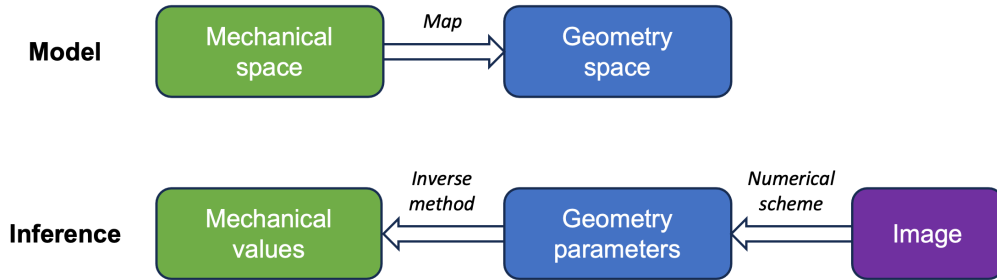 Model
Mechanical
space
Map
Geometry
space
Inference
Mechanical
values
Inverse
method
Geometry
parameters
Numerical
scheme
Image